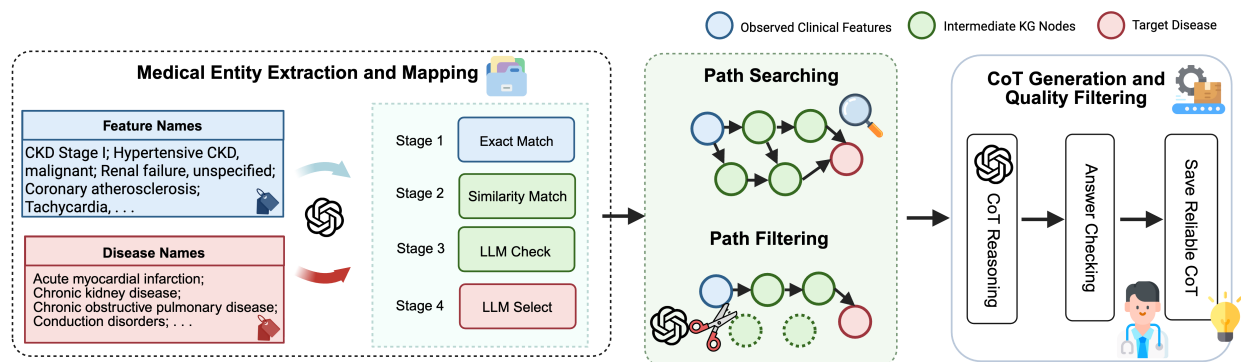 Observed Clinical Features
Intermediate KG Nodes
Target Disease
Medical Entity Extraction and Mapping
Feature Names
CKD Stage I; Hypertensive CKD,
malignant; Renal failure, unspecified;
Coronary atherosclerosis;
Tachycardia, . . .
Disease Names
Acute myocardial infarction;
Chronic kidney disease;
Chronic obstructive pulmonary disease;
Conduction disorders; . . .
Stage 1
Exact Match
Stage 2
Similarity Match
Stage 3
LLM Check
Stage 4
LLM Select
Path Searching
Path Filtering
CoT Generation and
Quality Filtering
CoT Reasoning
Answer Checking
Save Reliable CoT